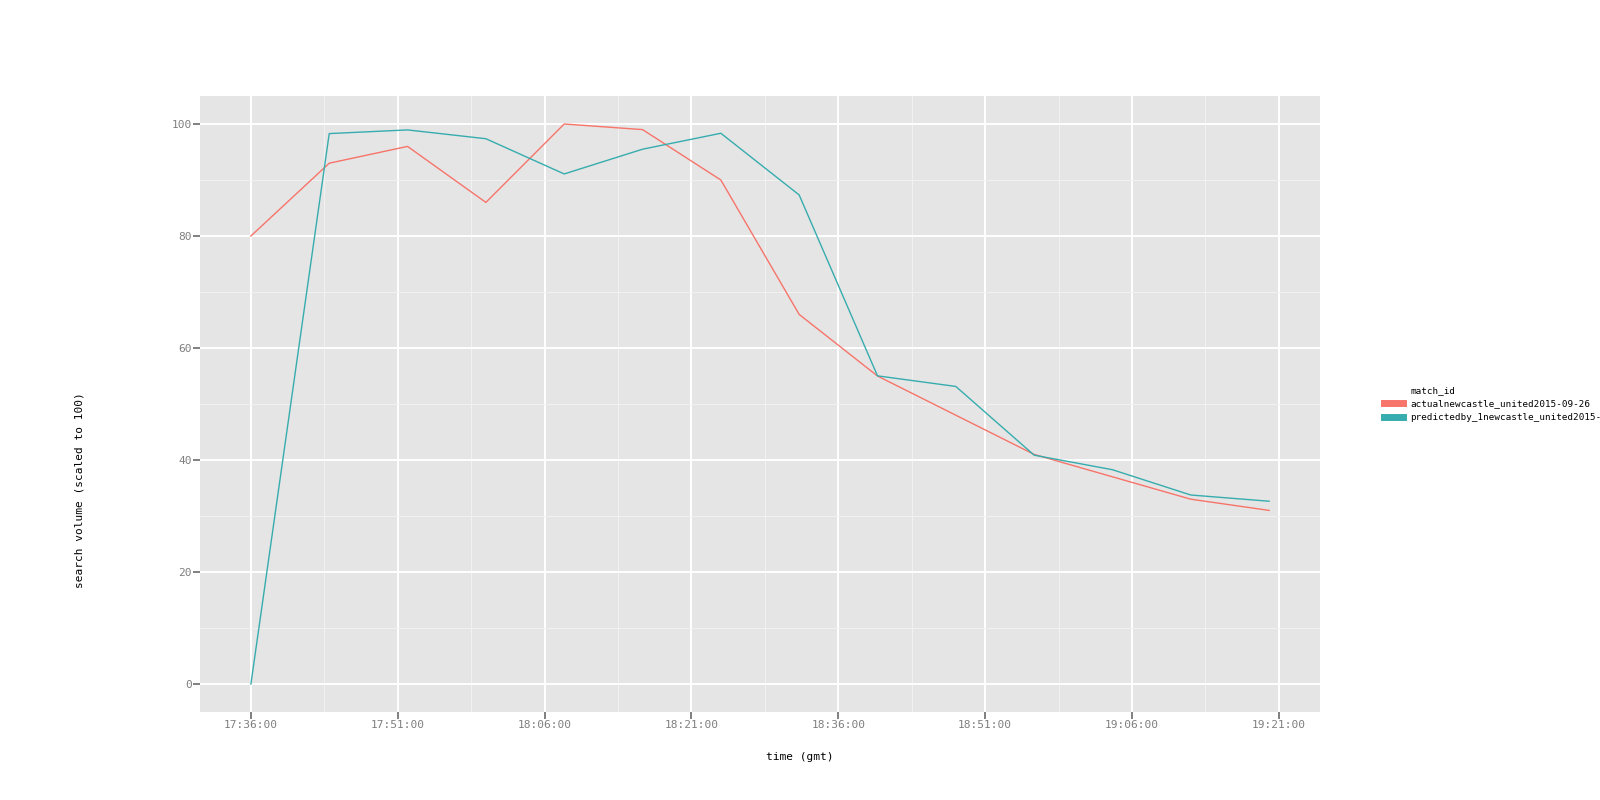 100
80
60
40
20
0
search volume (scaled to 100)
17:36:00 17:51:00 18:06:00 18:21:00 18:36:00 18:51:00 19:06:00 19:21:00
time (gmt)
match_id
actualnewcastle_united2015-09-26
predictedby_1newcastle_united2015-